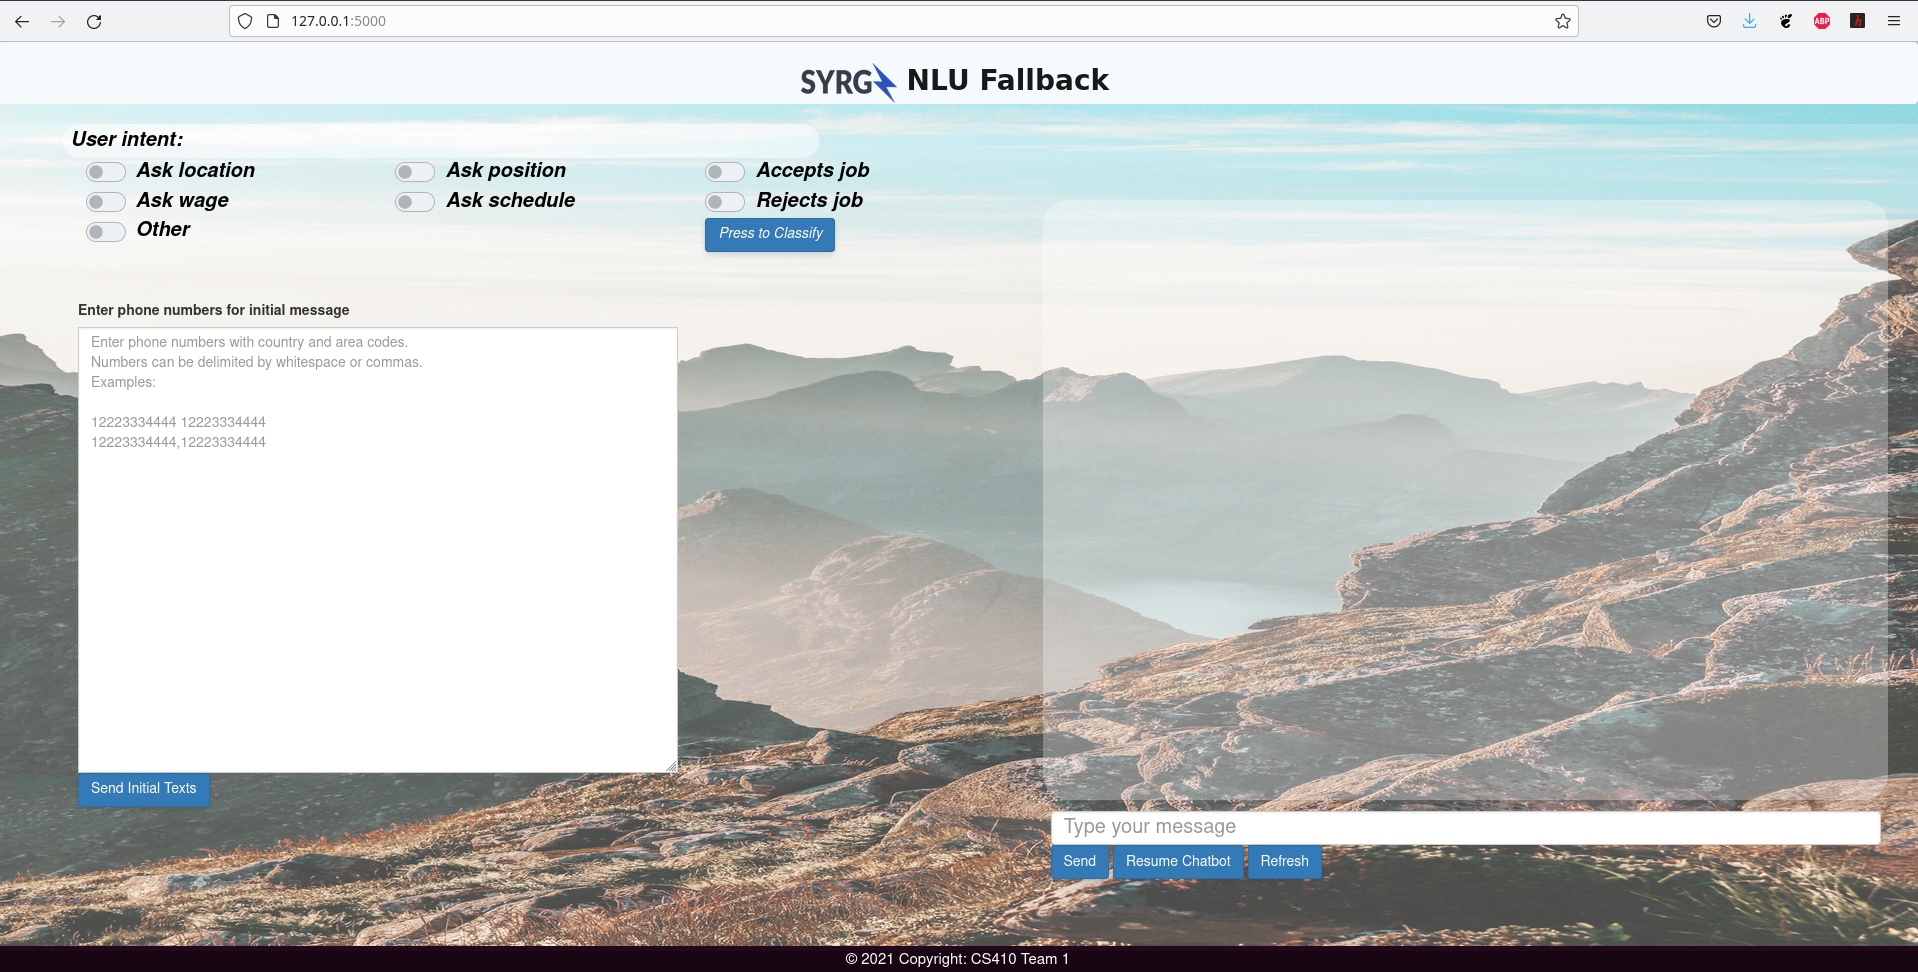 127.0.0.1:5000
ABP
h
SYRG NLU Fallback
User intent:
Ask location Ask position Accepts job
Ask wage Ask schedule Rejects job
Other Press to Classify
Enter phone numbers for initial message
Enter phone numbers with country and area codes.
Numbers can be delimited by whitespace or commas.
Examples:
12223334444 12223334444
12223334444,12223334444
Send Initial Texts
Type your message
Send Resume Chatbot Refresh
© 2021 Copyright: CS410 Team 1